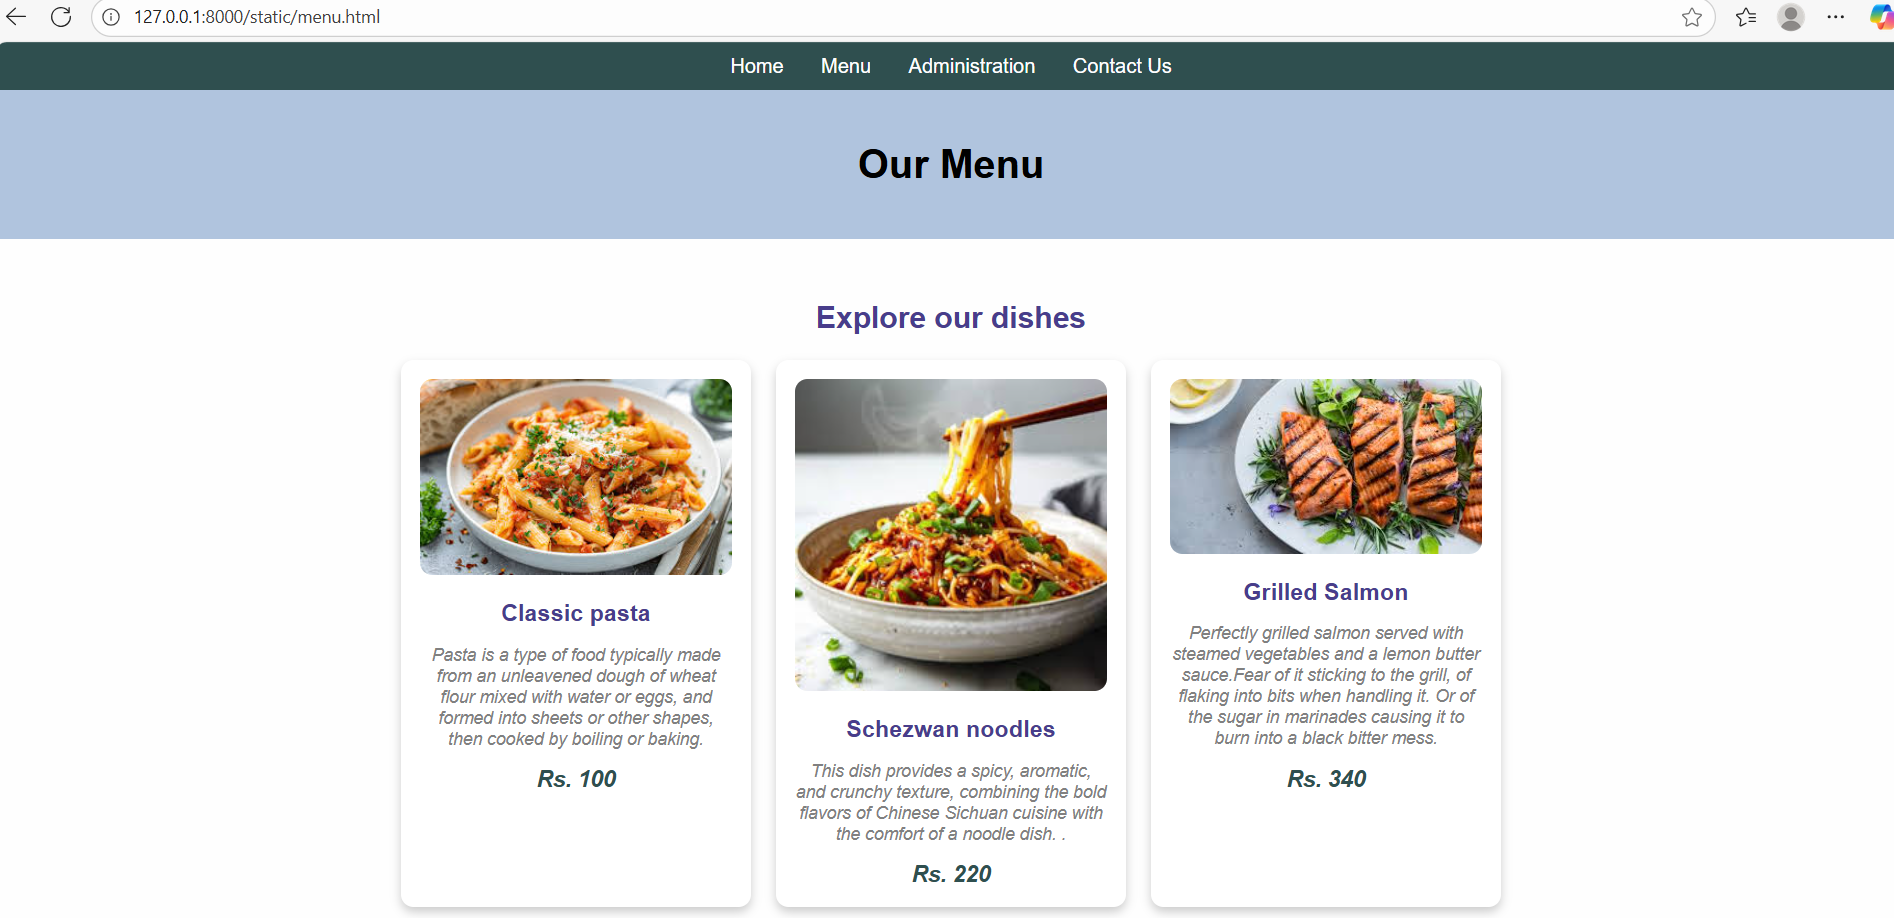 127.0.0.1:8000/static/menu.html
Home Menu Administration Contact Us
Our Menu
Explore our dishes
Classic pasta
Pasta is a type of food typically made
from an unleavened dough of wheat
flour mixed with water or eggs, and
formed into sheets or other shapes,
then cooked by boiling or baking.
Rs. 100
Schezwan noodles
This dish provides a spicy, aromatic,
and crunchy texture, combining the bold
flavors of Chinese Sichuan cuisine with
the comfort of a noodle dish. .
Rs. 220
Grilled Salmon
Perfectly grilled salmon served with
steamed vegetables and a lemon butter
sauce.Fear of it sticking to the grill, of
flaking into bits when handling it. Or of
the sugar in marinades causing it to
burn into a black bitter mess.
Rs. 340